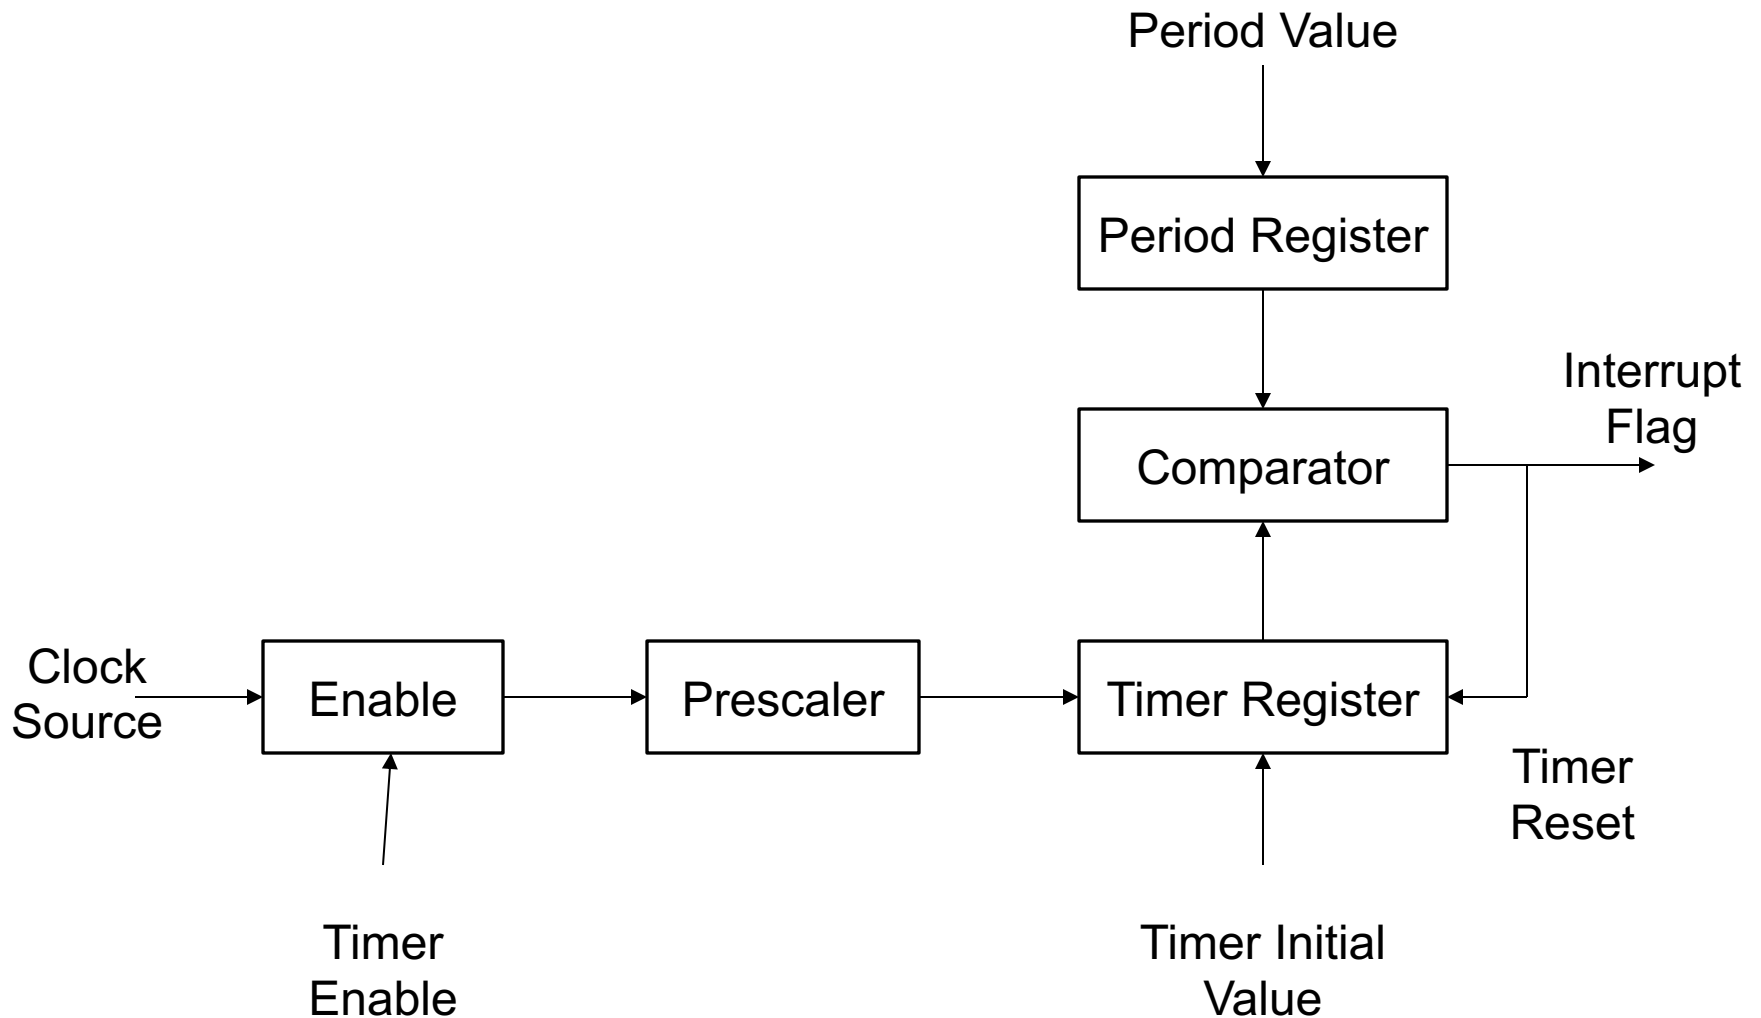 Period Value
Period Register
Interrupt
Flag
Comparator
Clock
Source
Enable
Prescaler
Timer Register
Timer
Reset
Timer
Enable
Timer Initial
Value